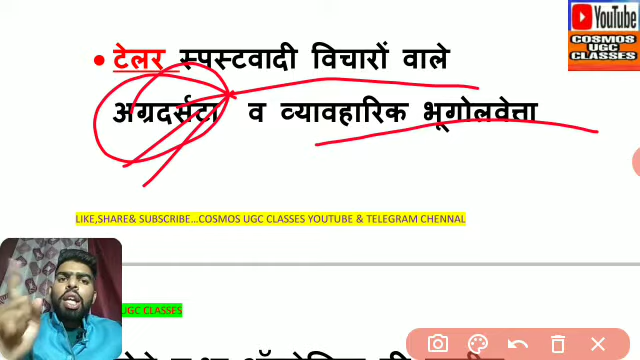 YouTube
COSMOS
UGC
CLASSES
• टेलर स्पस्टवादी विचारों वाले
अग्रदर्सटा व व्यावहारिक भूगोलवेत्ता
LIKE,SHARE& SUBSCRIBE...COSMOS UGC CLASSES YOUTUBE & TELEGRAM CHENNAL
UGC CLASSES